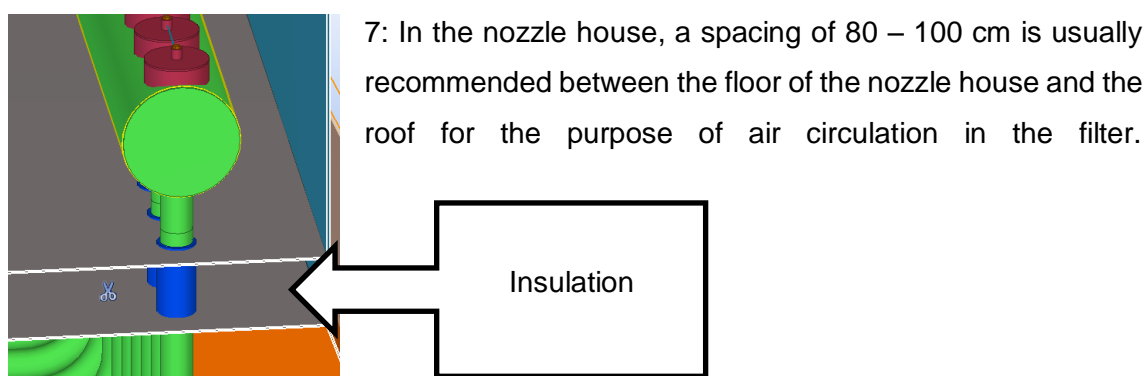 7: In the nozzle house, a spacing of 80 – 100 cm is usually
recommended between the floor of the nozzle house and the
roof for the purpose of air circulation in the filter.
Insulation